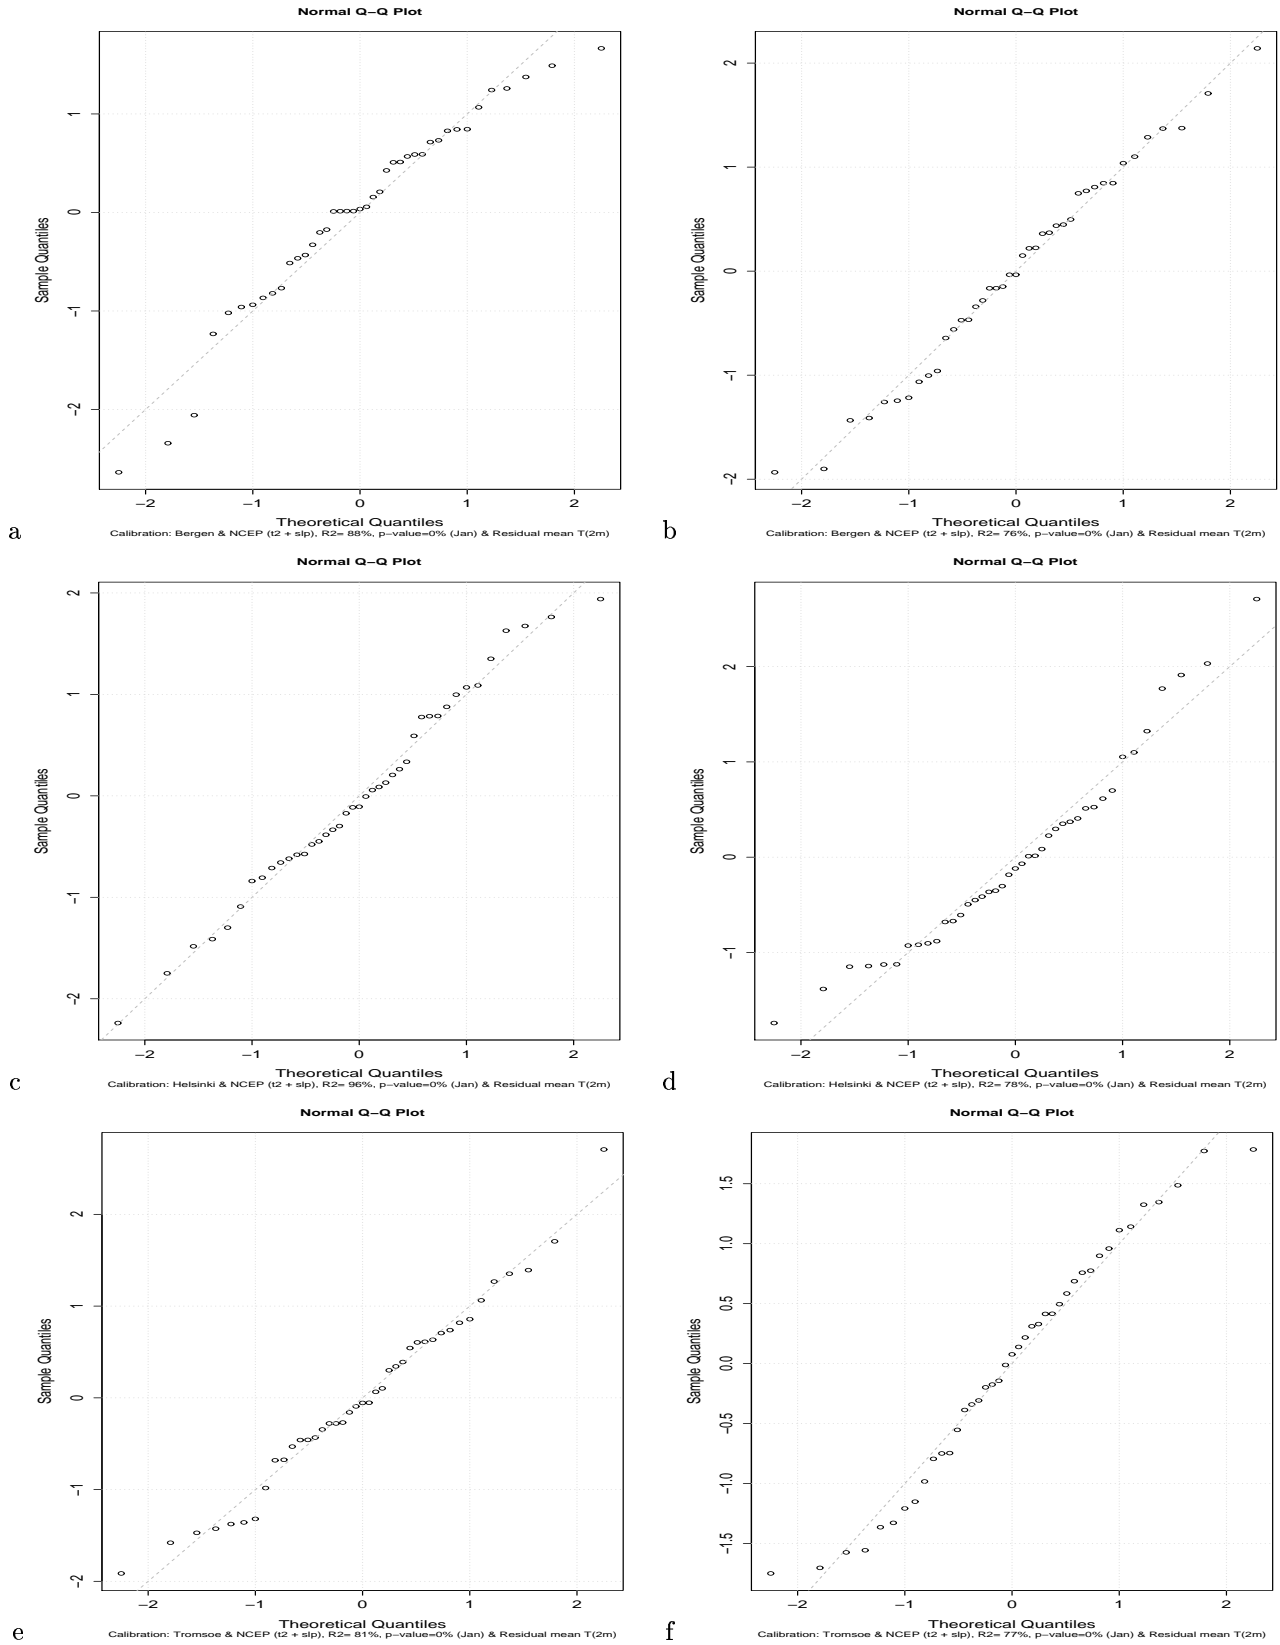 Normal Q−Q Plot
Sample Quantiles
1
0
−1
−2
−2 −1 0 1 2
Theoretical Quantiles
Calibration: Bergen & NCEP (t2 + slp), R2= 88%, p−value=0% (Jan) & Residual mean T(2m)
a
Normal Q−Q Plot
Sample Quantiles
2
1
0
−1
−2
−2 −1 0 1 2
Theoretical Quantiles
Calibration: Bergen & NCEP (t2 + slp), R2= 76%, p−value=0% (Jan) & Residual mean T(2m)
b
Normal Q−Q Plot
Sample Quantiles
2
1
0
−1
−2
−2 −1 0 1 2
Theoretical Quantiles
Calibration: Helsinki & NCEP (t2 + slp), R2= 96%, p−value=0% (Jan) & Residual mean T(2m)
c
Normal Q−Q Plot
Sample Quantiles
2
1
0
−1
−2 −1 0 1 2
Theoretical Quantiles
Calibration: Helsinki & NCEP (t2 + slp), R2= 78%, p−value=0% (Jan) & Residual mean T(2m)
d
Normal Q−Q Plot
Sample Quantiles
2
1
0
−1
−2
−2 −1 0 1 2
Theoretical Quantiles
Calibration: Tromsoe & NCEP (t2 + slp), R2= 81%, p−value=0% (Jan) & Residual mean T(2m)
e
Normal Q−Q Plot
Sample Quantiles
1.5
1.0
0.5
0.0
−0.5
−1.0
−1.5
−2 −1 0 1 2
Theoretical Quantiles
Calibration: Tromsoe & NCEP (t2 + slp), R2= 77%, p−value=0% (Jan) & Residual mean T(2m)
f